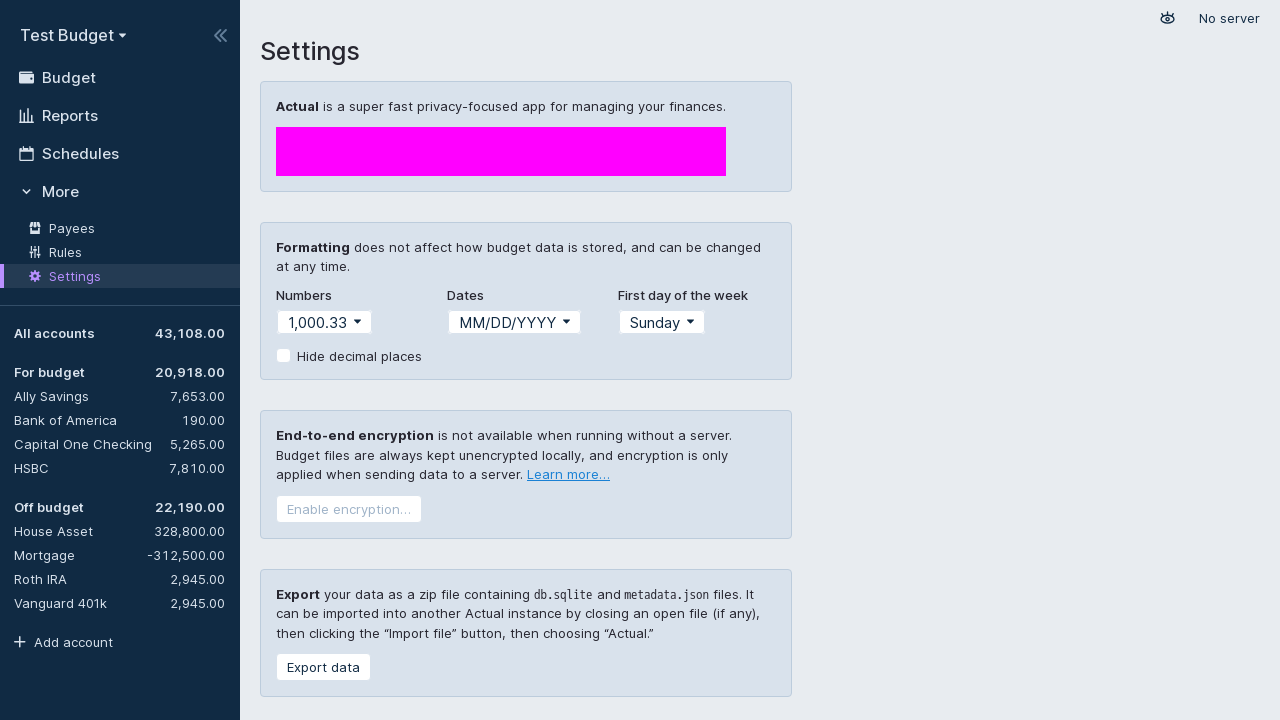 Test Budget
No server
Settings
Budget
Reports
Schedules
More
Payees
Rules
Settings
All accounts 43,108.00
For budget 20,918.00
Ally Savings 7,653.00
Bank of America 190.00
Capital One Checking 5,265.00
HSBC 7,810.00
Off budget 22,190.00
House Asset 328,800.00
Mortgage -312,500.00
Roth IRA 2,945.00
Vanguard 401k 2,945.00
Add account
Actual is a super fast privacy-focused app for managing your finances.
Formatting does not affect how budget data is stored, and can be changed
at any time.
Numbers Dates First day of the week
1,000.33 MM/DD/YYYY Sunday
Hide decimal places
End-to-end encryption is not available when running without a server.
Budget files are always kept unencrypted locally, and encryption is only
applied when sending data to a server. Learn more…
Enable encryption…
Export your data as a zip file containing db.sqlite and metadata.json files. It
can be imported into another Actual instance by closing an open file (if any),
then clicking the “Import file” button, then choosing “Actual.”
Export data